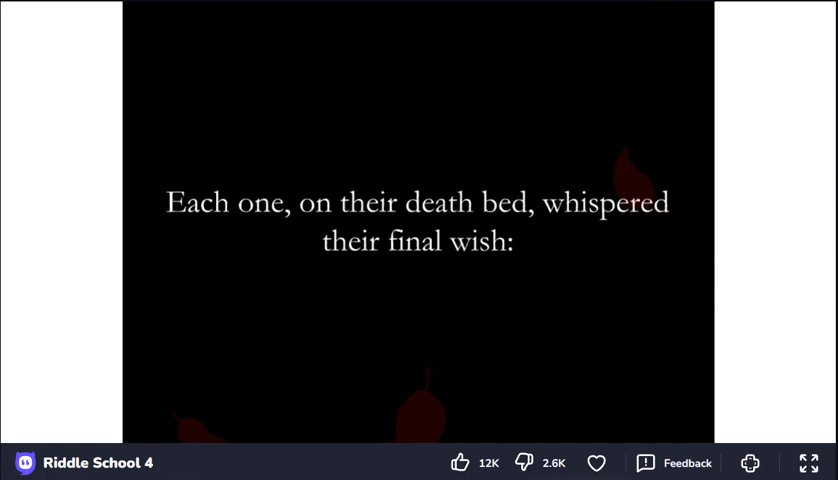 Each one, on their death bed, whispered
their final wish:
Riddle School 4
12K
2.6K
Feedback